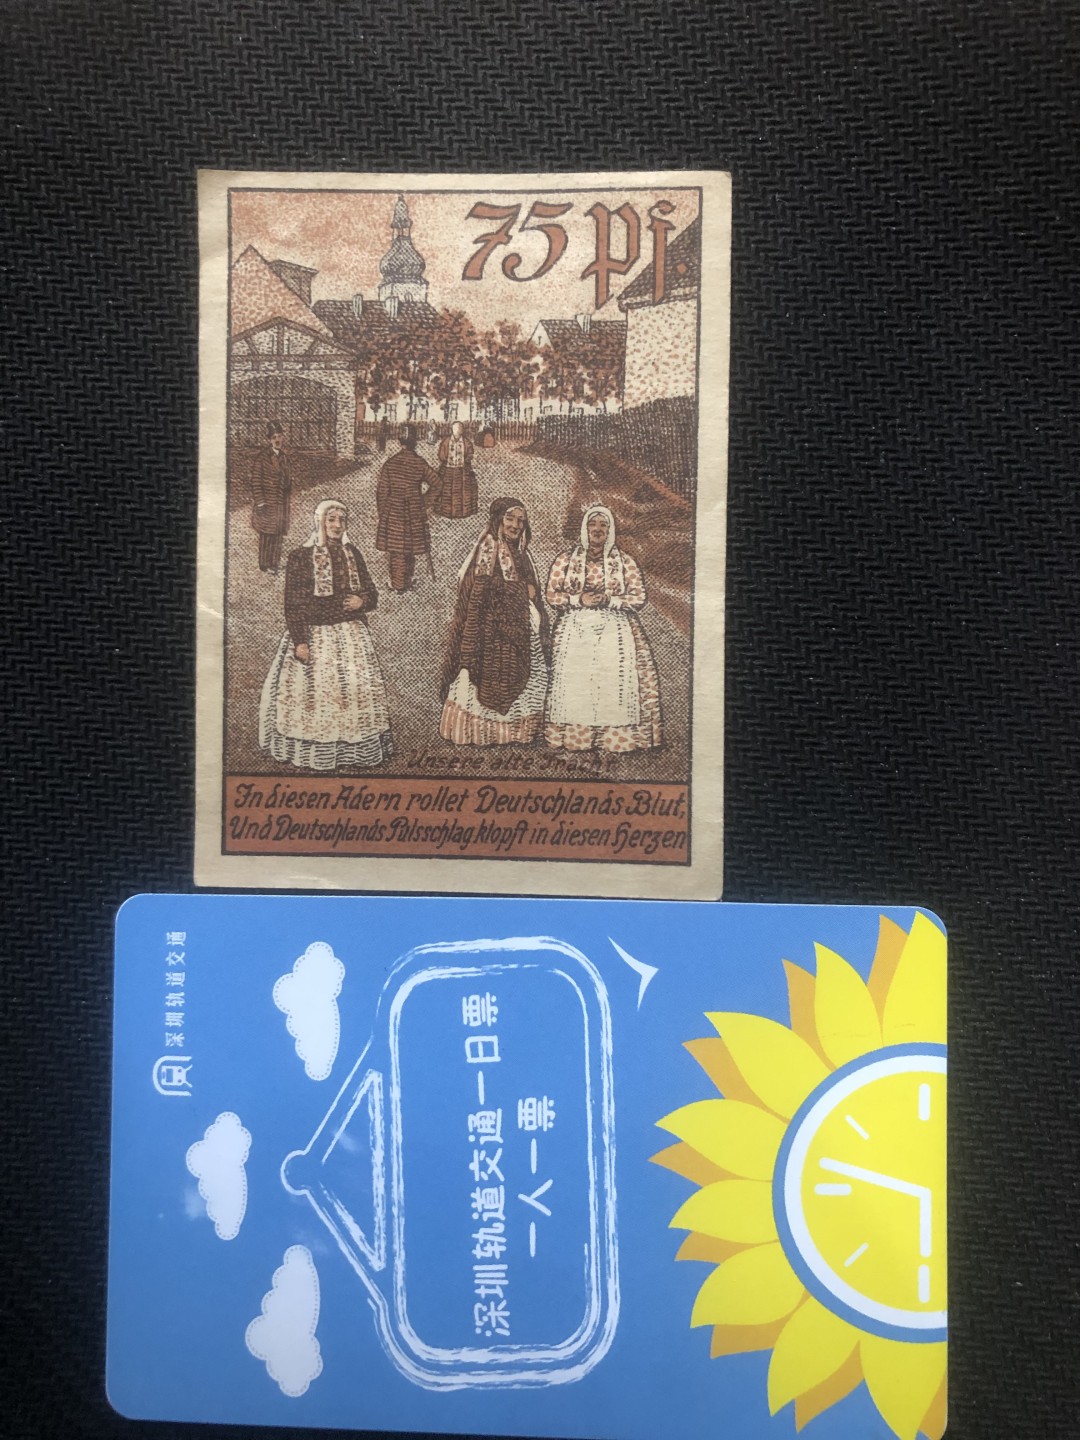 75 Pf.
Unsere alte Tracht
In diesen Adern rollet Deutschlands Blut,
Und Deutschlands Pulsschlag klopft in diesen Herzen
深圳轨道交通
深圳轨道交通一日票
一人一票